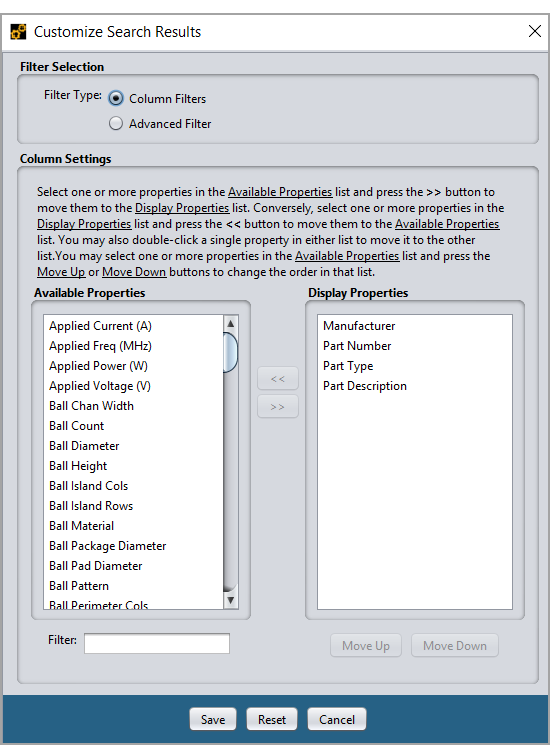 Customize Search Results
Filter Selection
Filter Type:
Column Filters
Advanced Filter
Column Settings
Select one or more properties in the Available Properties list and press the >> button to
move them to the Display Properties list. Conversely, select one or more properties in the
Display Properties list and press the << button to move them to the Available Properties
list. You may also double-click a single property in either list to move it to the other
list.You may select one or more properties in the Available Properties list and press the
Move Up or Move Down buttons to change the order in that list.
Available Properties
Applied Current (A)
Applied Freq (MHz)
Applied Power (W)
Applied Voltage (V)
Ball Chan Width
Ball Count
Ball Diameter
Ball Height
Ball Island Cols
Ball Island Rows
Ball Material
Ball Package Diameter
Ball Pad Diameter
Ball Pattern
Ball Perimeter Cols
Filter:
<<
>>
Display Properties
Manufacturer
Part Number
Part Type
Part Description
Move Up
Move Down
Save
Reset
Cancel